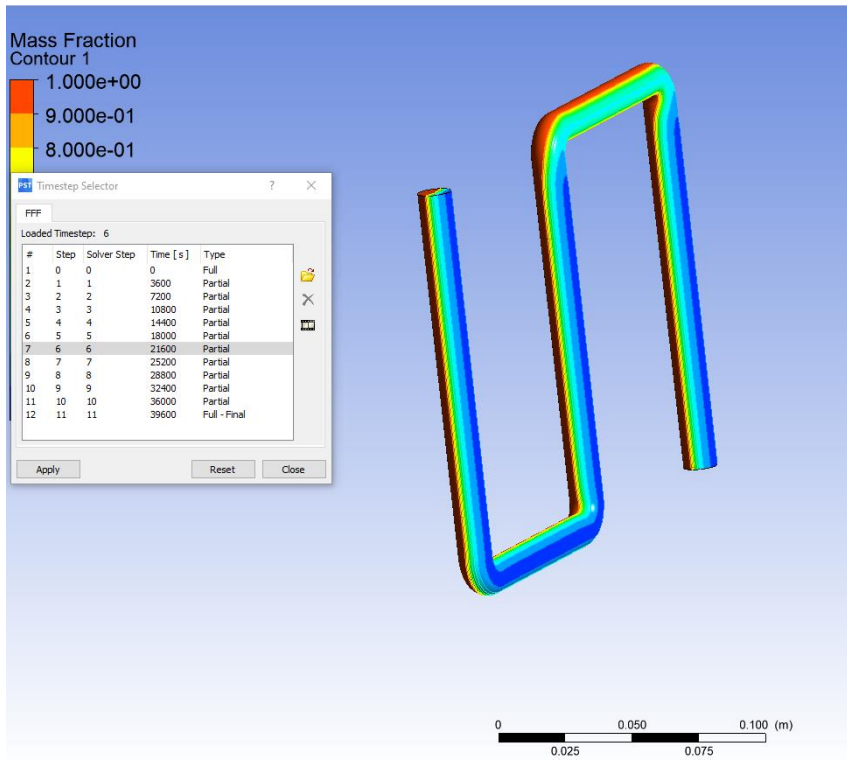 Mass Fraction
Contour 1
1.000e+00
9.000e-01
8.000e-01
PST Timestep Selector ? ×
FFF
Loaded Timestep: 6
# Step Solver Step Time [ s ] Type
1 0 0 0 Full
2 1 1 3600 Partial
3 2 2 7200 Partial
4 3 3 10800 Partial
5 4 4 14400 Partial
6 5 5 18000 Partial
7 6 6 21600 Partial
8 7 7 25200 Partial
9 8 8 28800 Partial
10 9 9 32400 Partial
11 10 10 36000 Partial
12 11 11 39600 Full - Final
Apply Reset Close
0 0.050 0.100 (m)
0.025 0.075